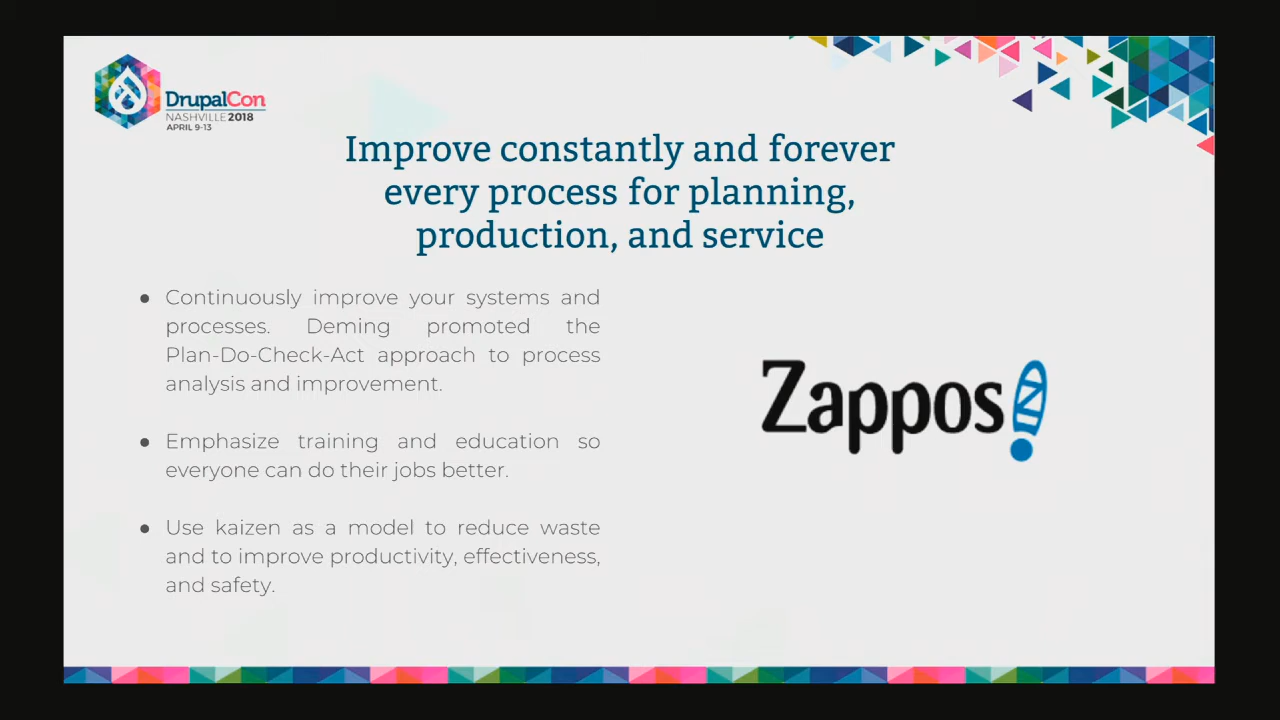 DrupalCon
NASHVILLE 2018
APRIL 9-13
Improve constantly and forever
every process for planning,
production, and service
● Continuously improve your systems and
processes. Deming promoted the
Plan-Do-Check-Act approach to process
analysis and improvement.
● Emphasize training and education so
everyone can do their jobs better.
● Use kaizen as a model to reduce waste
and to improve productivity, effectiveness,
and safety.
Zappos